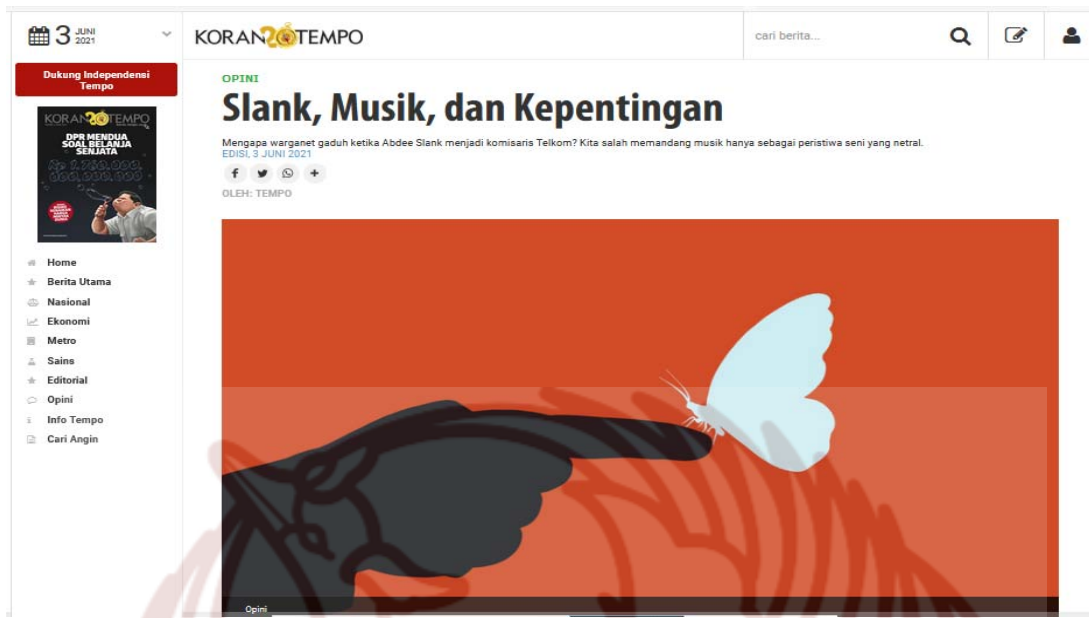 3 JUNI 2021
KORAN TEMPO
cari berita...
Dukung Independensi
Tempo
KORAN TEMPO
DPR MENDUA
SOAL BELANJA
SENJATA
Home
Berita Utama
Nasional
Ekonomi
Metro
Sains
Editorial
Opini
Info Tempo
Cari Angin
OPINI
Slank, Musik, dan Kepentingan
Mengapa warganet gaduh ketika Abdee Slank menjadi komisaris Telkom? Kita salah memandang musik hanya sebagai peristiwa seni yang netral.
EDISI, 3 JUNI 2021
OLEH: TEMPO
Opini